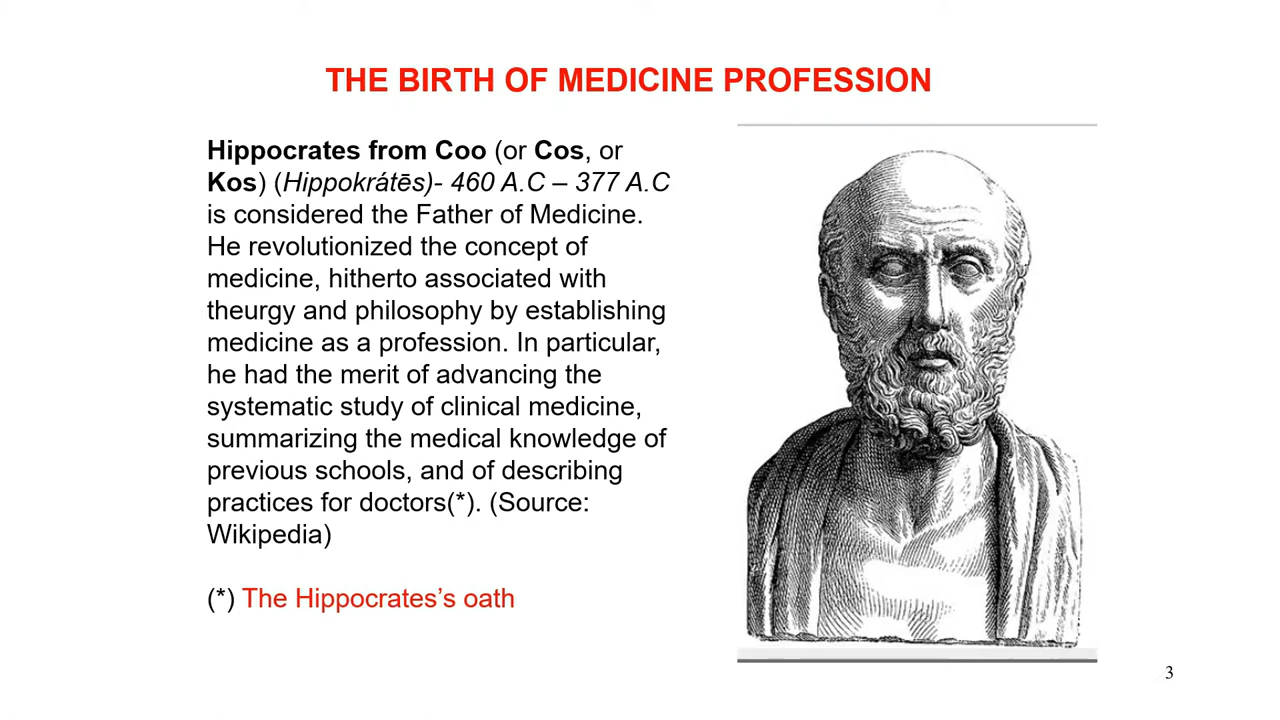 THE BIRTH OF MEDICINE PROFESSION
Hippocrates from Coo (or Cos, or
Kos) (Hippokrátēs)- 460 A.C – 377 A.C
is considered the Father of Medicine.
He revolutionized the concept of
medicine, hitherto associated with
theurgy and philosophy by establishing
medicine as a profession. In particular,
he had the merit of advancing the
systematic study of clinical medicine,
summarizing the medical knowledge of
previous schools, and of describing
practices for doctors(*). (Source:
Wikipedia)
(*) The Hippocrates’s oath
3